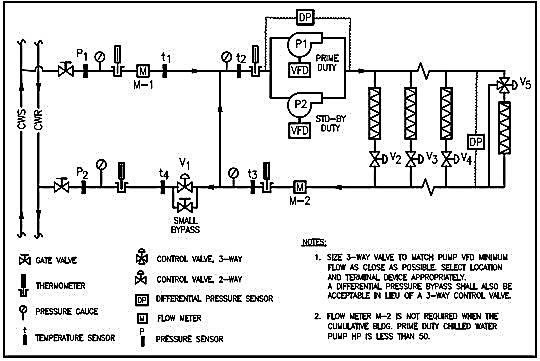 DP
P1
PRIME
DUTY
VFD
P₁
t₁
t₂
M
M-1
CWS
CWR
P2
STD-BY
DUTY
VFD
V₅
V₂
V₃
V₄
DP
P₂
t₄
V₁
t₃
SMALL
BYPASS
M
M-2
GATE VALVE
THERMOMETER
PRESSURE GAUGE
t
TEMPERATURE SENSOR
CONTROL VALVE, 3-WAY
CONTROL VALVE, 2-WAY
DP DIFFERENTIAL PRESSURE SENSOR
M FLOW METER
P
PRESSURE SENSOR
NOTES:
1. SIZE 3-WAY VALVE TO MATCH PUMP VFD MINIMUM
FLOW AS CLOSE AS POSSIBLE. SELECT LOCATION
AND TERMINAL DEVICE APPROPRIATELY.
A DIFFERENTIAL PRESSURE BYPASS SHALL ALSO BE
ACCEPTABLE IN LIEU OF A 3-WAY CONTROL VALVE.
2. FLOW METER M-2 IS NOT REQUIRED WHEN THE
CUMULATIVE BLDG. PRIME DUTY CHILLED WATER
PUMP HP IS LESS THAN 50.